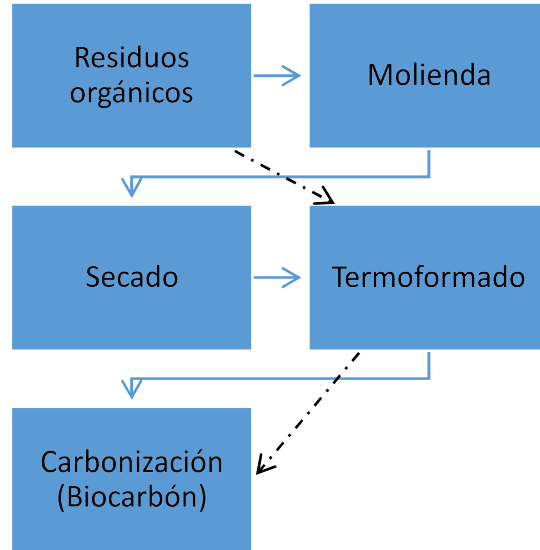 Residuos
orgánicos
Molienda
Secado
Termoformado
Carbonización
(Biocarbón)